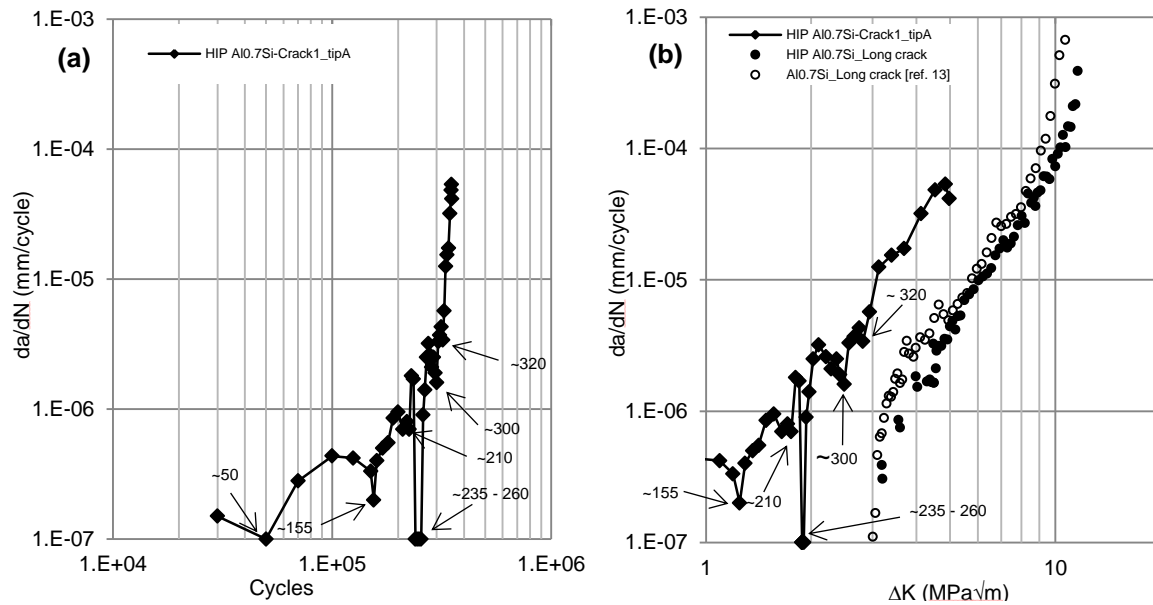 (a)
HIP Al0.7Si-Crack1_tipA
1.E-03
1.E-04
1.E-05
1.E-06
1.E-07
da/dN (mm/cycle)
~50
~155
~210
~235 - 260
~300
~320
1.E+04
1.E+05
1.E+06
Cycles
(b)
HIP Al0.7Si-Crack1_tipA
HIP Al0.7Si_Long crack
Al0.7Si_Long crack [ref. 13]
1.E-03
1.E-04
1.E-05
1.E-06
1.E-07
da/dN (mm/cycle)
~320
~300
~155
~210
~235 - 260
1
10
ΔK (MPa√m)